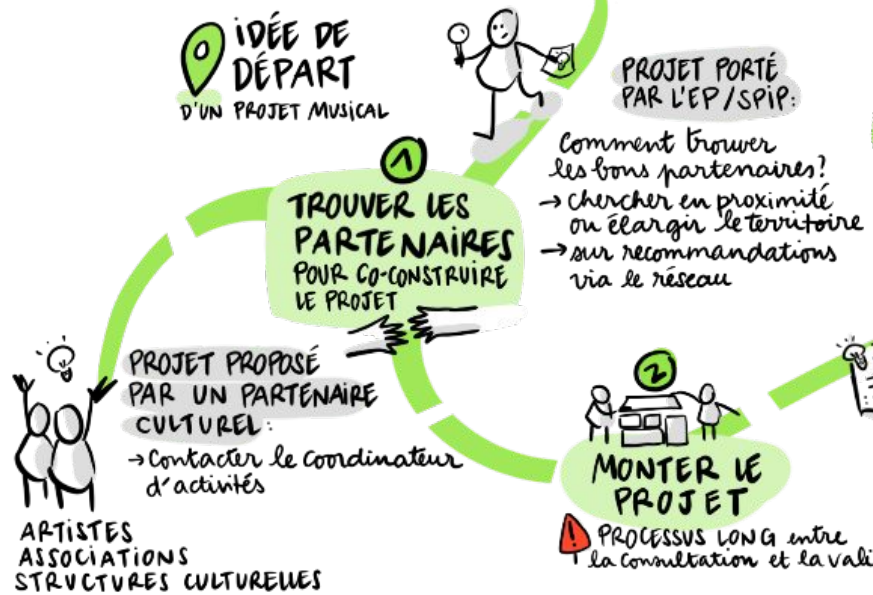 IDÉE DE
DÉPART
D'UN PROJET MUSICAL
PROJET PORTÉ
PAR L'EP/SPIP:
Comment trouver
les bons partenaires?
→ chercher en proximité
ou élargir le territoire
→ sur recommandations
via le réseau
1
TROUVER LES
PARTENAIRES
POUR CO-CONSTRUIRE
LE PROJET
PROJET PROPOSÉ
PAR UN PARTENAIRE
CULTUREL:
→ Contacter le coordinateur
d'activités
ARTISTES
ASSOCIATIONS
STRUCTURES CULTURELLES
2
MONTER LE
PROJET
! PROCESSUS LONG entre
la consultation et la vali